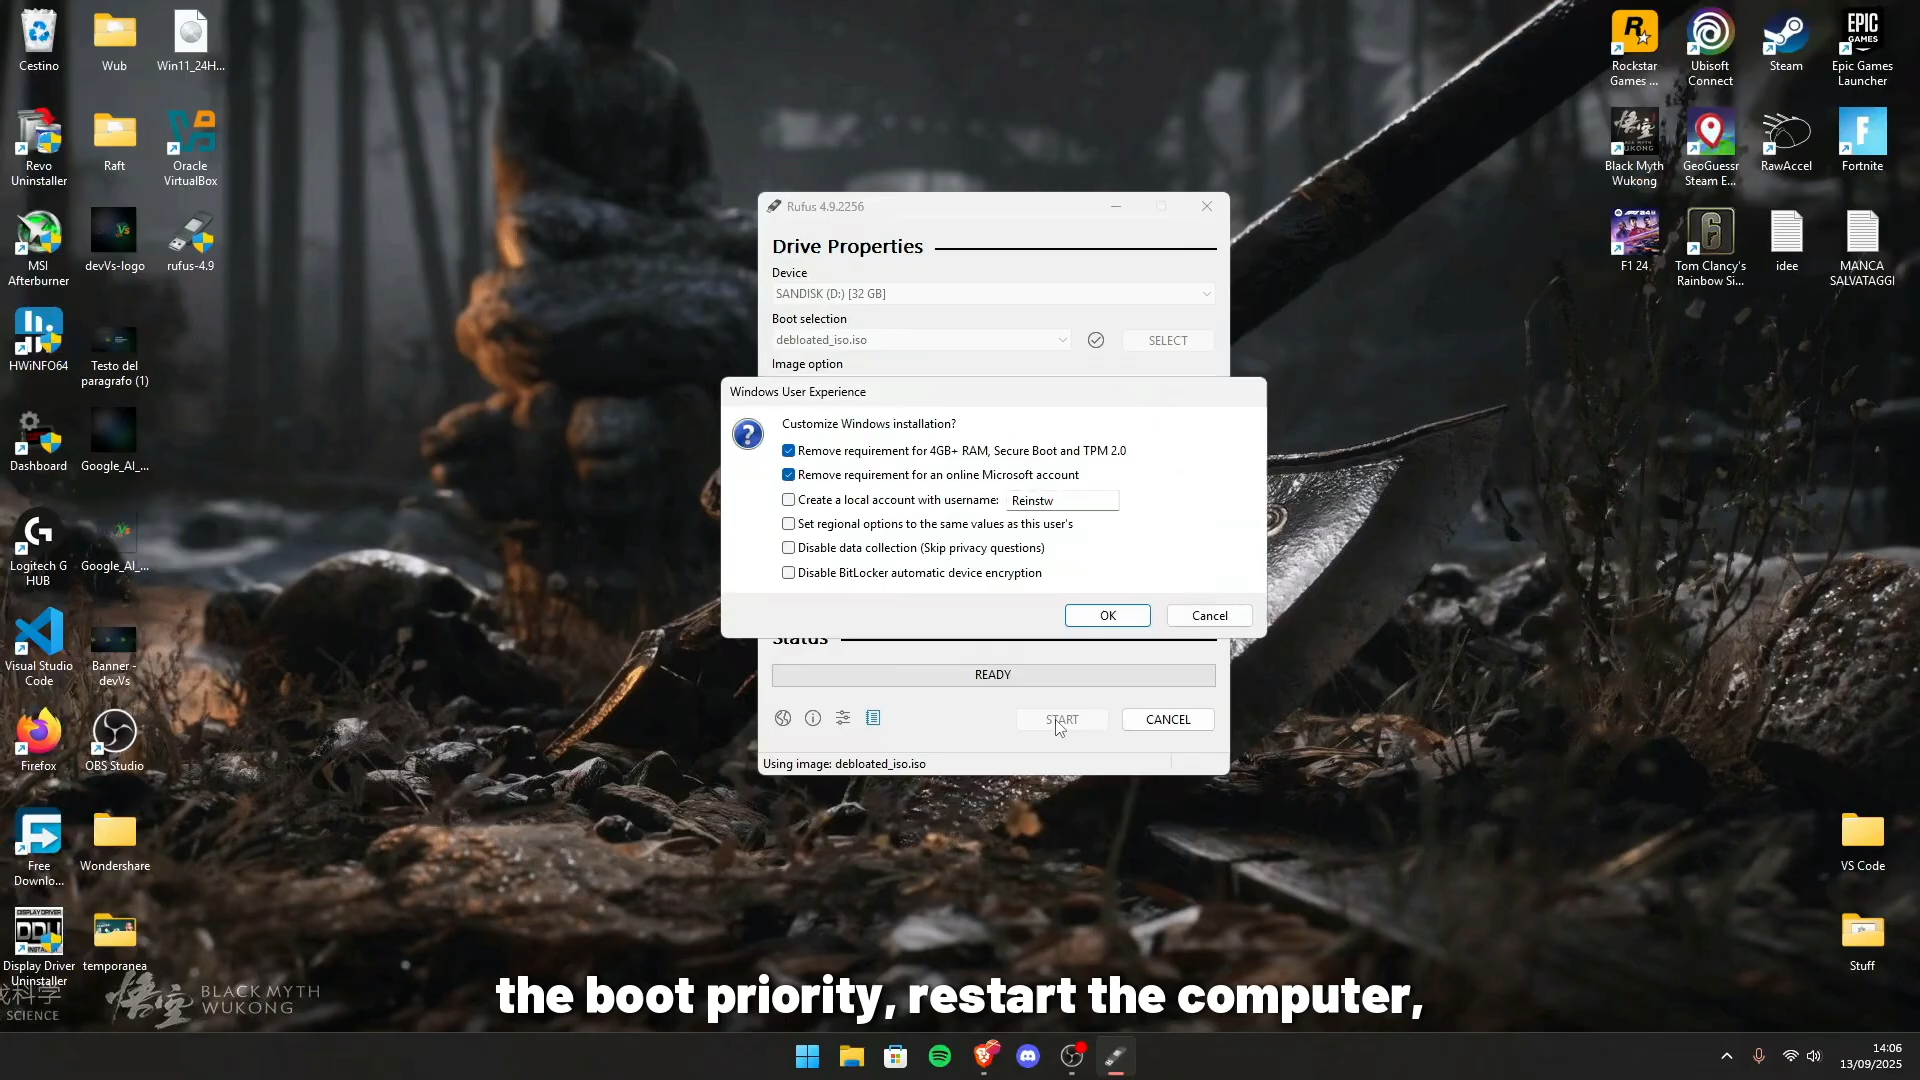 Cestino
Wub
Win11_24H...
Revo
Uninstaller
Raft
Oracle
VirtualBox
MSI
Afterburner
devVs-logo
rufus-4.9
HWiNFO64
Testo del
paragrafo (1)
Dashboard
Google_AI_...
Logitech G
HUB
Google_AI_...
Visual Studio
Code
Banner -
devVs
Firefox
OBS Studio
Free
Downlo...
Wondershare
Display Driver
Uninstaller
temporanea
科学
SCIENCE
悟空
BLACK MYTH
WUKONG
Rockstar
Games ...
Ubisoft
Connect
Steam
EPIC
GAMES
Epic Games
Launcher
Black Myth
Wukong
GeoGuessr
Steam E...
RawAccel
Fortnite
F1 24
Tom Clancy's
Rainbow Si...
idee
MANCA
SALVATAGGI
VS Code
Stuff
Rufus 4.9.2256
Drive Properties
Device
SANDISK (D:) [32 GB]
Boot selection
debloated_iso.iso
SELECT
Image option
Windows User Experience
Customize Windows installation?
Remove requirement for 4GB+ RAM, Secure Boot and TPM 2.0
Remove requirement for an online Microsoft account
Create a local account with username: Reinstw
Set regional options to the same values as this user's
Disable data collection (Skip privacy questions)
Disable BitLocker automatic device encryption
OK
Cancel
Status
READY
START
CANCEL
Using image: debloated_iso.iso
the boot priority, restart the computer,
14:06
13/09/2025